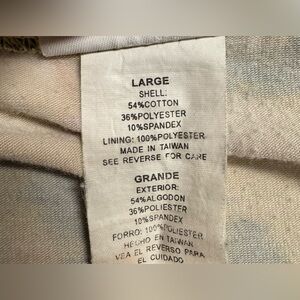 LARGE
SHELL:
54%COTTON
36%POLYESTER
10%SPANDEX
LINING: 100%POLYESTER
MADE IN TAIWAN
SEE REVERSE FOR CARE
GRANDE
EXTERIOR:
54%ALGODON
36%POLIESTER
10%SPANDEX
FORRO: 100%POLIESTER
HECHO EN TAIWAN
VEA EL REVERSO PARA
EL CUIDADO